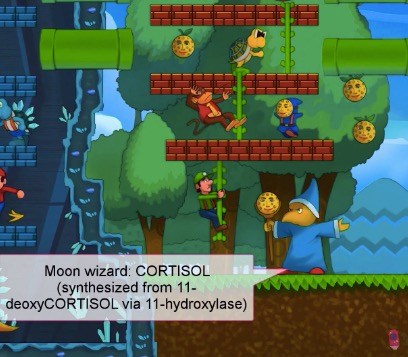 Moon wizard: CORTISOL
(synthesized from 11-
deoxyCORTISOL via 11-hydroxylase)